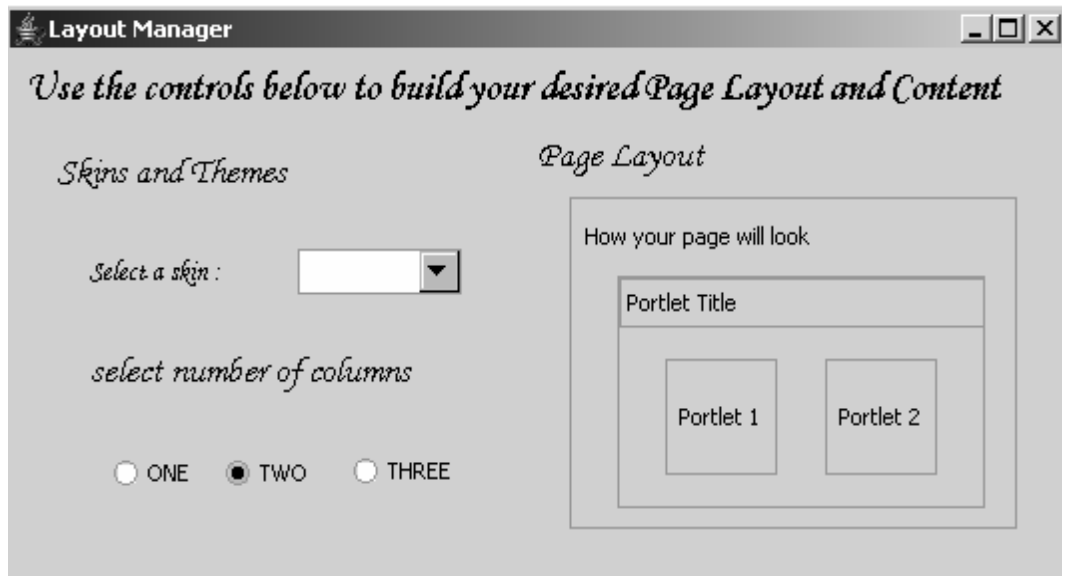 Layout Manager
Use the controls below to build your desired Page Layout and Content
Skins and Themes
Select a skin :
select number of columns
ONE TWO THREE
Page Layout
How your page will look
Portlet Title
Portlet 1 Portlet 2